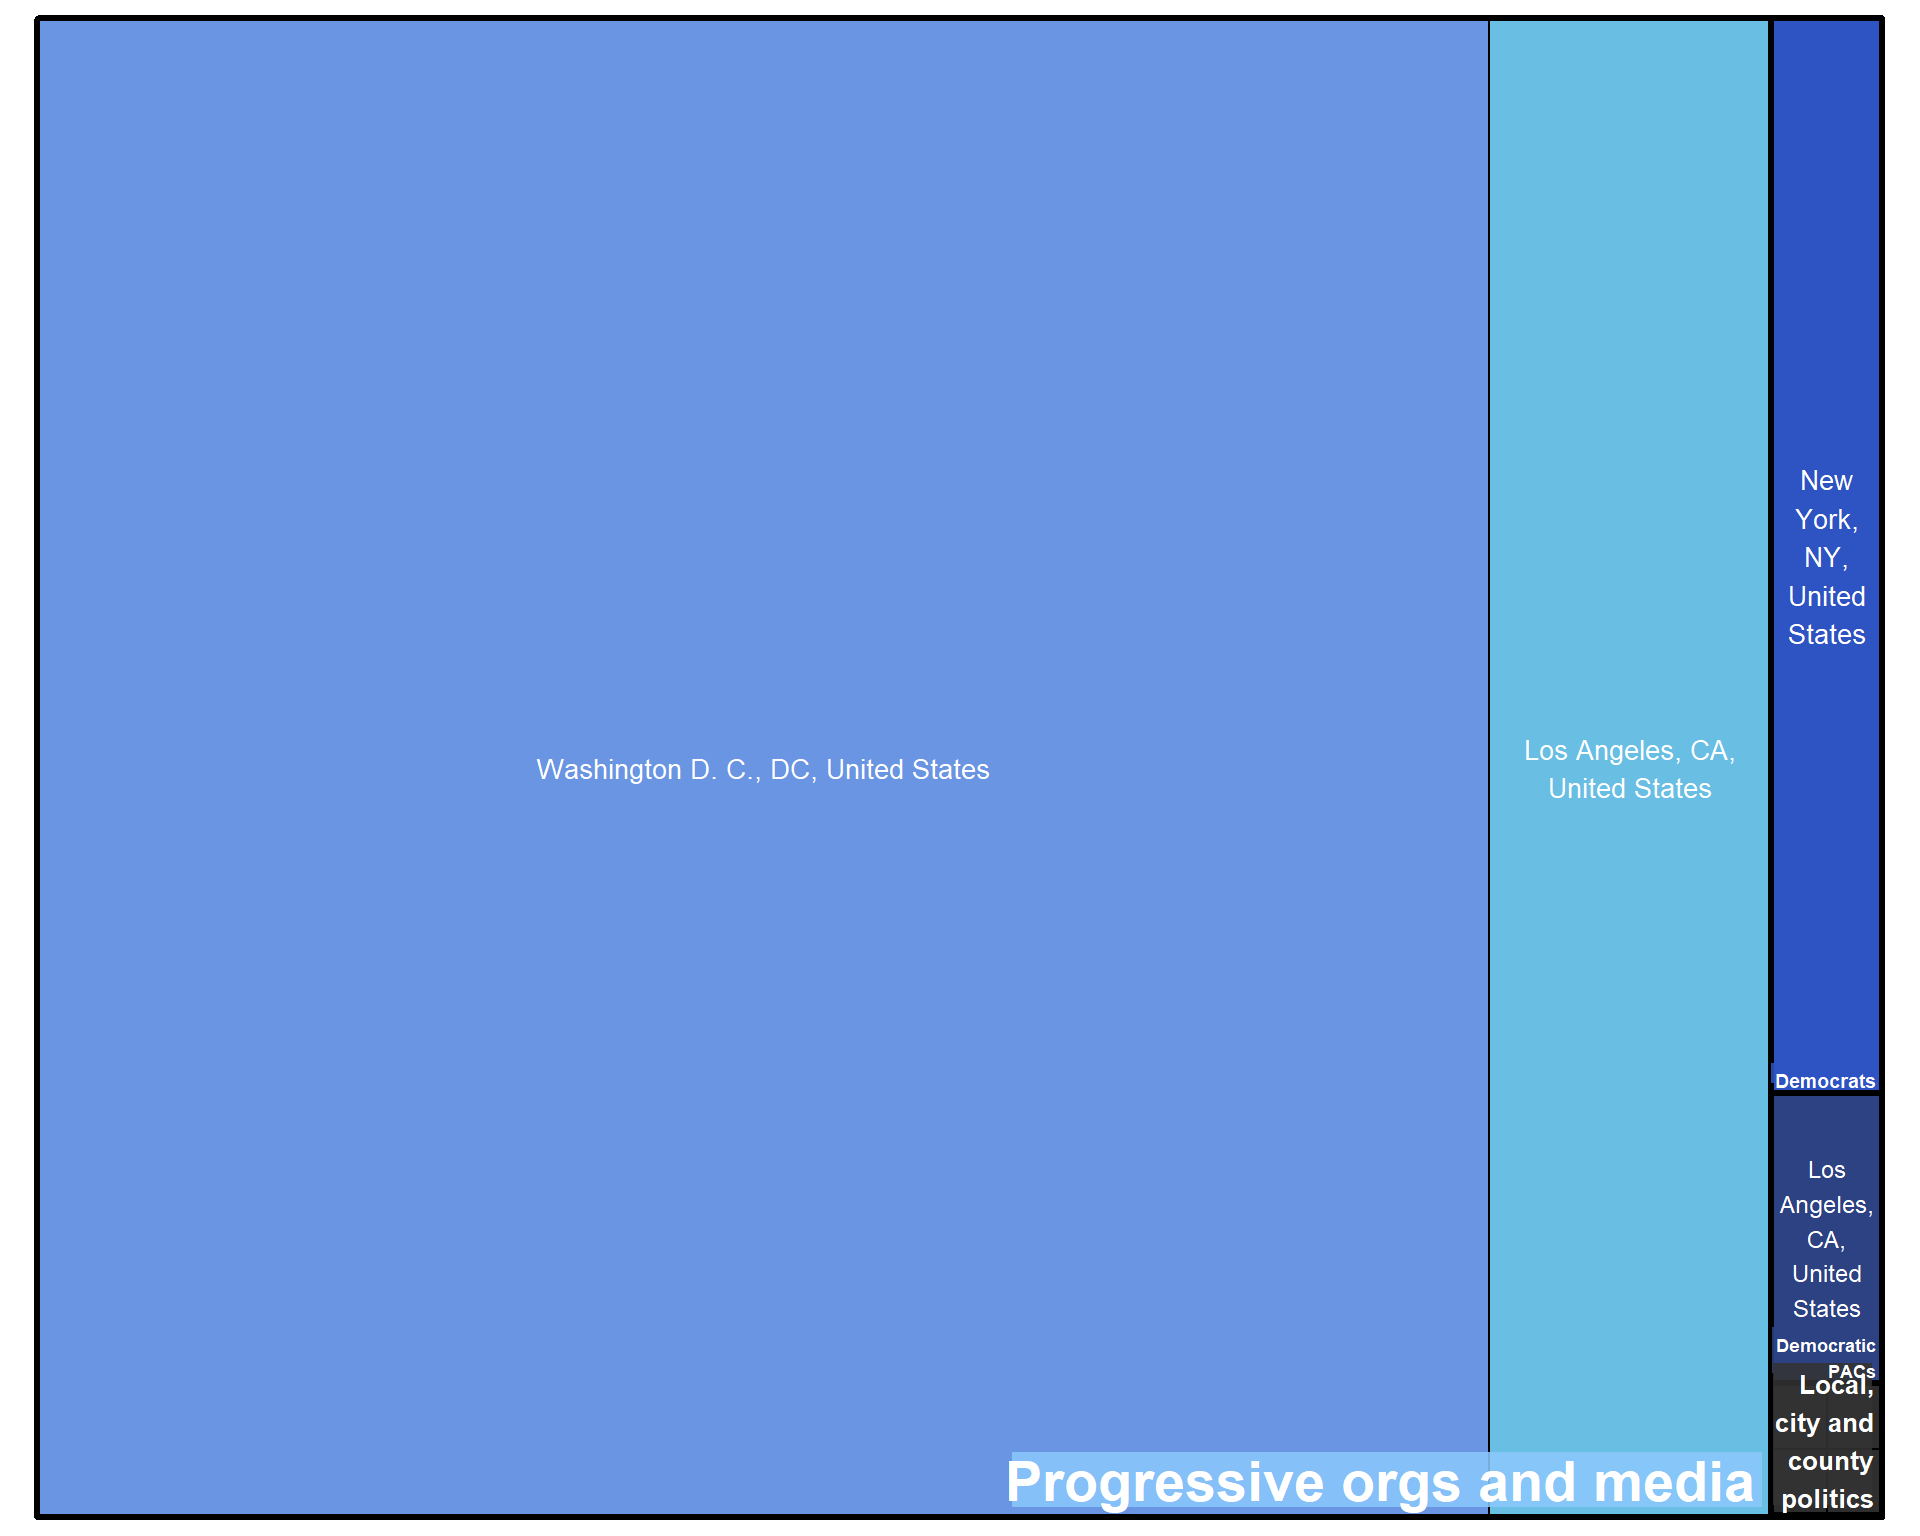 Washington D. C., DC, United States
Los Angeles, CA,
United States
Progressive orgs and media
New
York,
NY,
United
States
Democrats
Los
Angeles,
CA,
United
States
Democratic
PACs
Local,
city and
county
politics